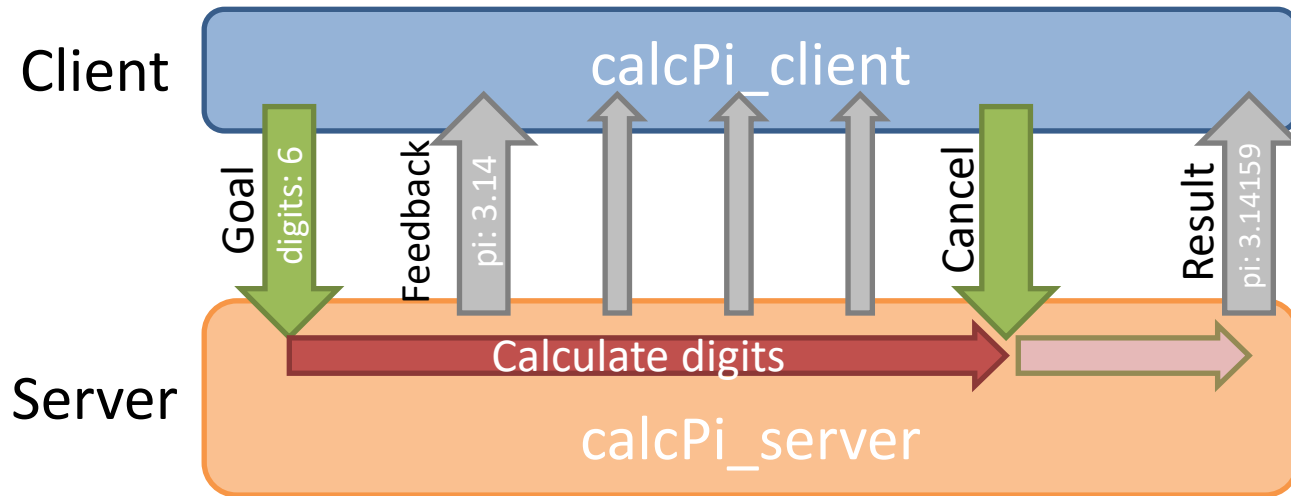 Client
calcPi_client
Goal
digits: 6
Feedback
pi: 3.14
Cancel
Result
pi: 3.14159
Calculate digits
Server
calcPi_server